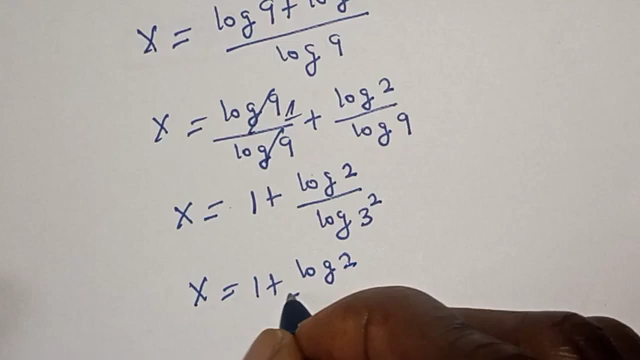 x = (log 9 + log)/(log 9)
x = (log 9)/(log 9) 1 + (log 2)/(log 9)
x = 1 + (log 2)/(log 3²)
x = 1 + log 2